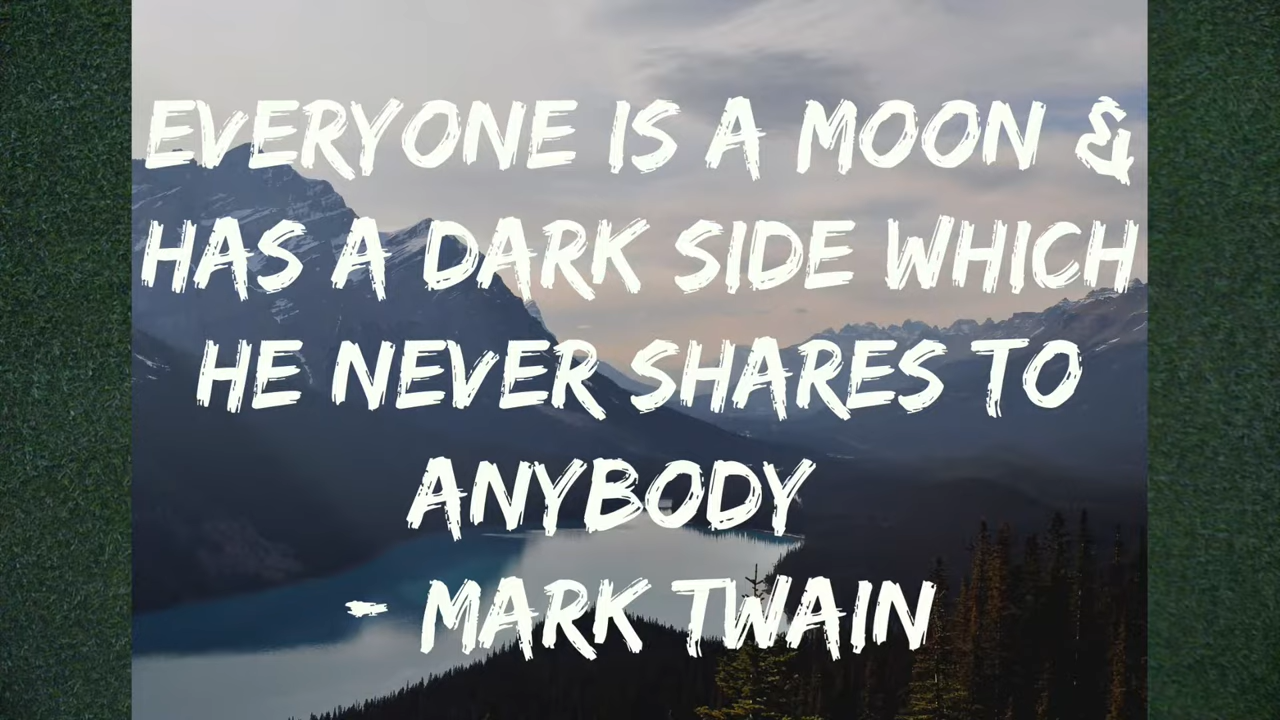 EVERYONE IS A MOON &
HAS A DARK SIDE WHICH
HE NEVER SHARES TO
ANYBODY
- MARK TWAIN